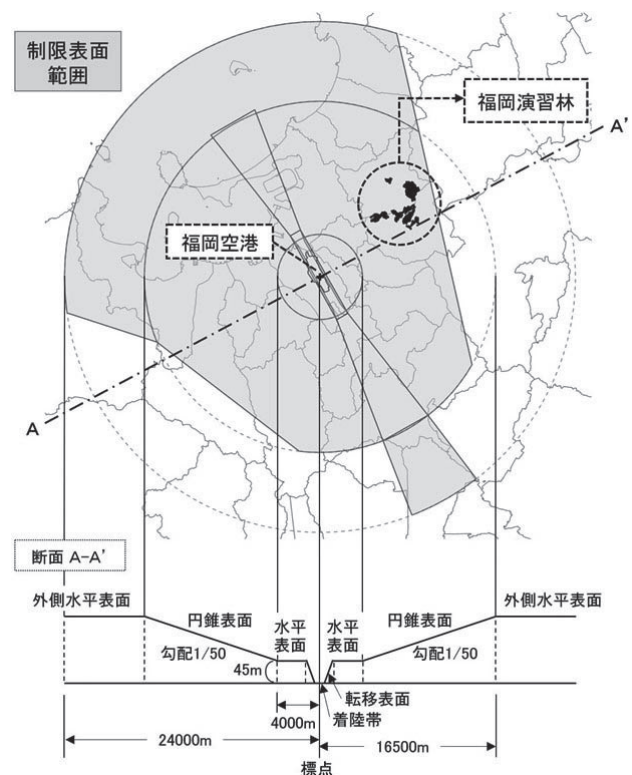 制限表面
範囲
福岡演習林
A'
福岡空港
A
断面 A-A'
外側水平表面
外側水平表面
円錐表面
水平
表面
水平
表面
円錐表面
勾配1/50
勾配1/50
45m
転移表面
着陸帯
4000m
24000m
16500m
標点